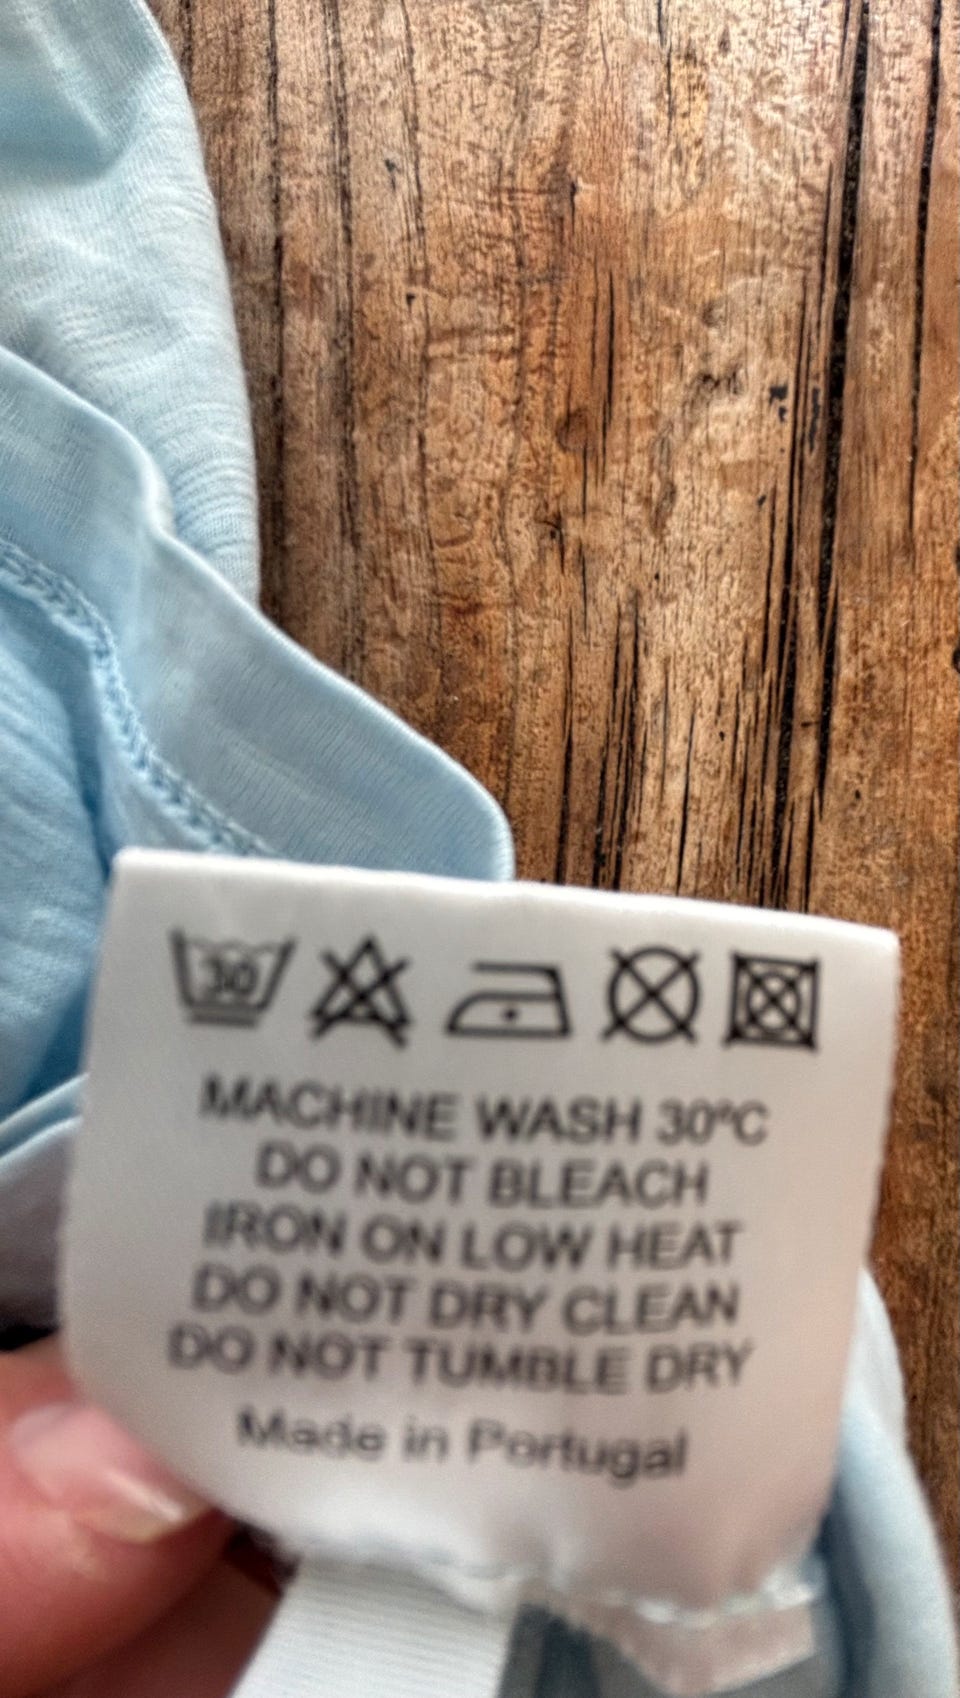 30
MACHINE WASH 30ºC
DO NOT BLEACH
IRON ON LOW HEAT
DO NOT DRY CLEAN
DO NOT TUMBLE DRY
Made in Portugal